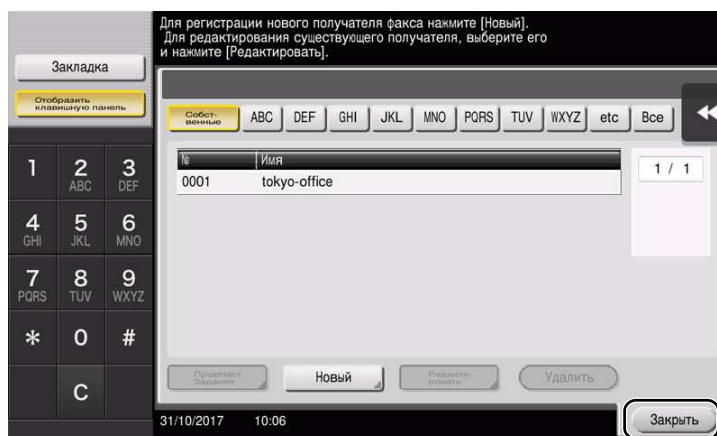 Для регистрации нового получателя факса нажмите [Новый].
Для редактирования существующего получателя, выберите его
и нажмите [Редактировать].
Закладка
Отобразить
клавишную панель
Собст-
венные ABC DEF GHI JKL MNO PQRS TUV WXYZ etc Все
№ Имя
0001 tokyo-office
1 / 1
1 2 3
ABC DEF
4 5 6
GHI JKL MNO
7 8 9
PQRS TUV WXYZ
* 0 #
C
ПровНаст
Задания
Новый
Редакти-
ровать
Удалить
31/10/2017 10:06
Закрыть